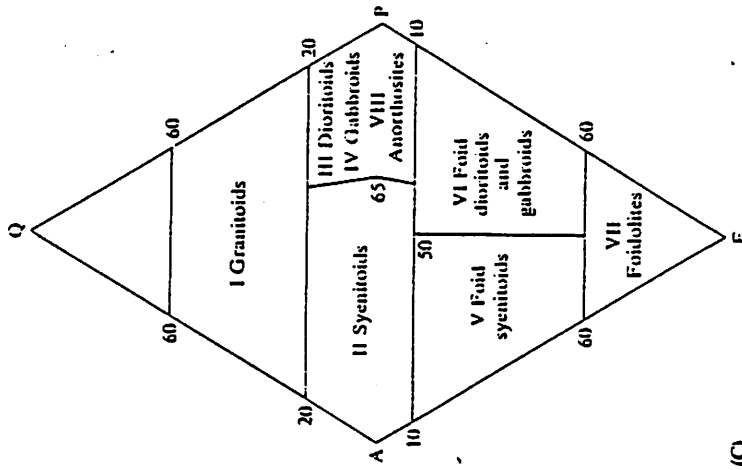 Q
60
60
I Granitoids
20
20
A
P
II Syenitoids
III Dioritoids
IV Gabbroids
VIII
Anorthosites
65
10
10
50
V Foid
syenitoids
VI Foid
dioritoids
and
gabbroids
60
60
VII
Foidolites
F
(C)